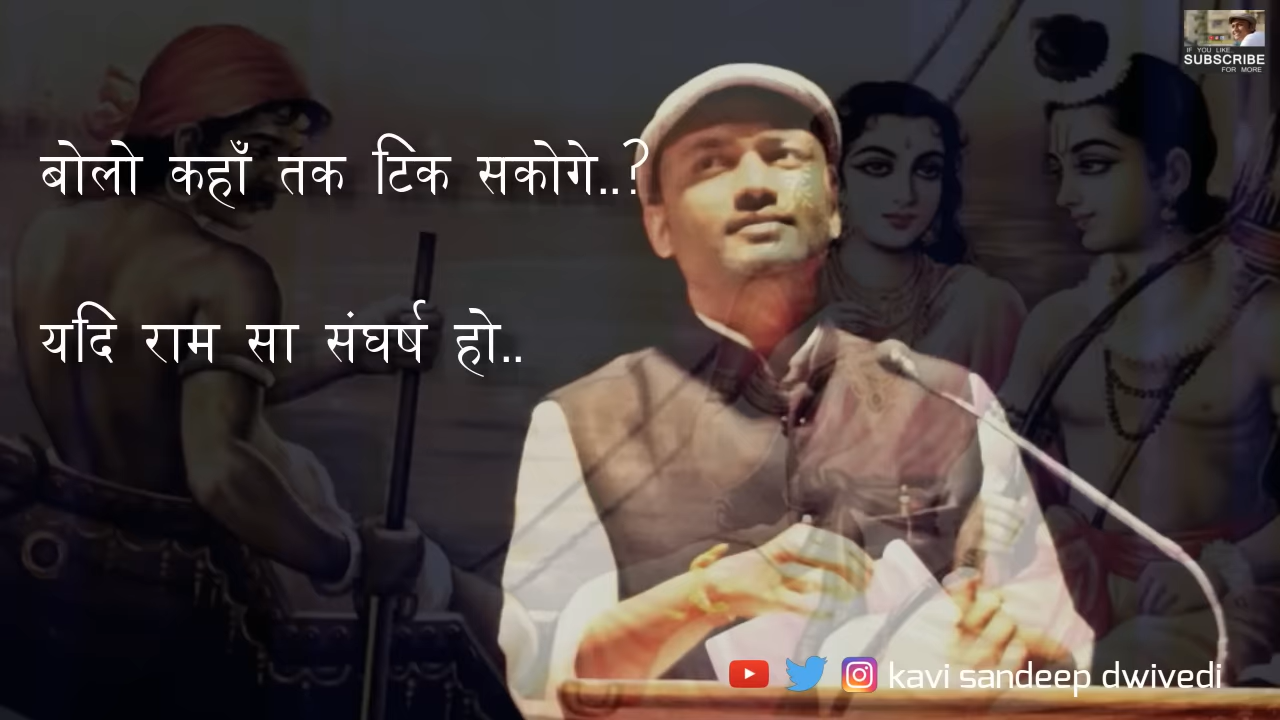 IF YOU LIKE..
SUBSCRIBE
FOR MORE
बोलो कहाँ तक टिक सकोगे..?
यदि राम सा संघर्ष हो..
kavi sandeep dwivedi